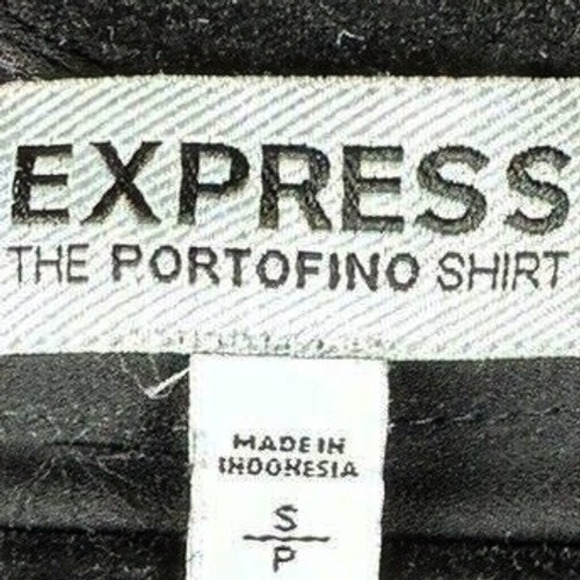 EXPRESS
THE PORTOFINO SHIRT
MADE IN
INDONESIA
S
P